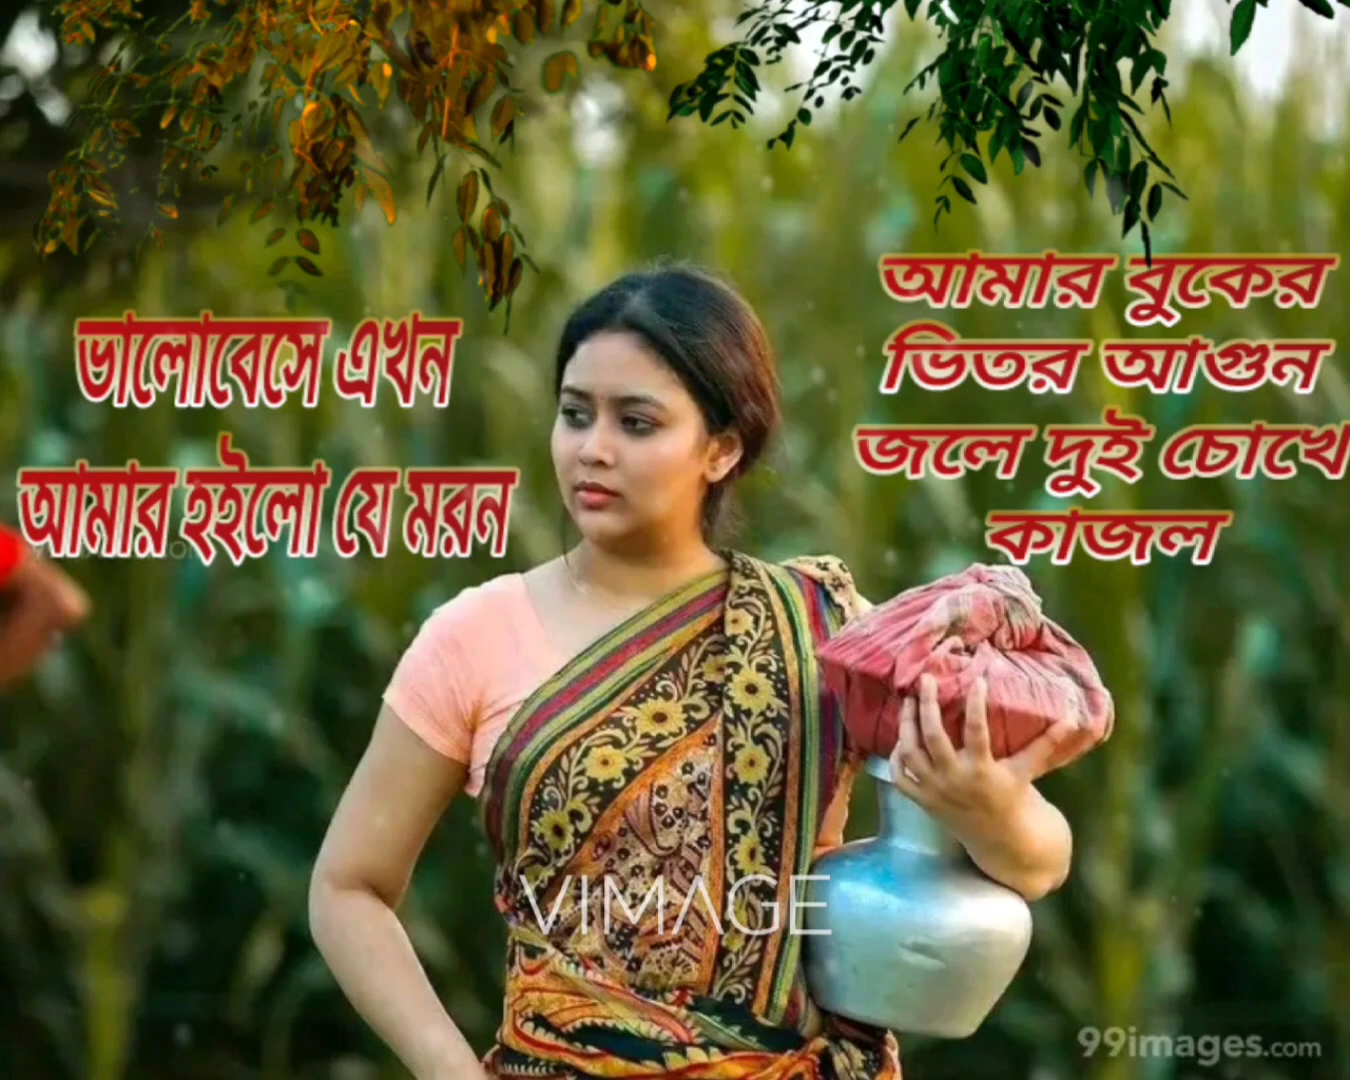 আমার বুকের
ভিতর আগুন
জলে দুই চোখে
কাজল
ভালোবেসে এখন
আমার হইলো যে মরন
VIMAGE
99images.com